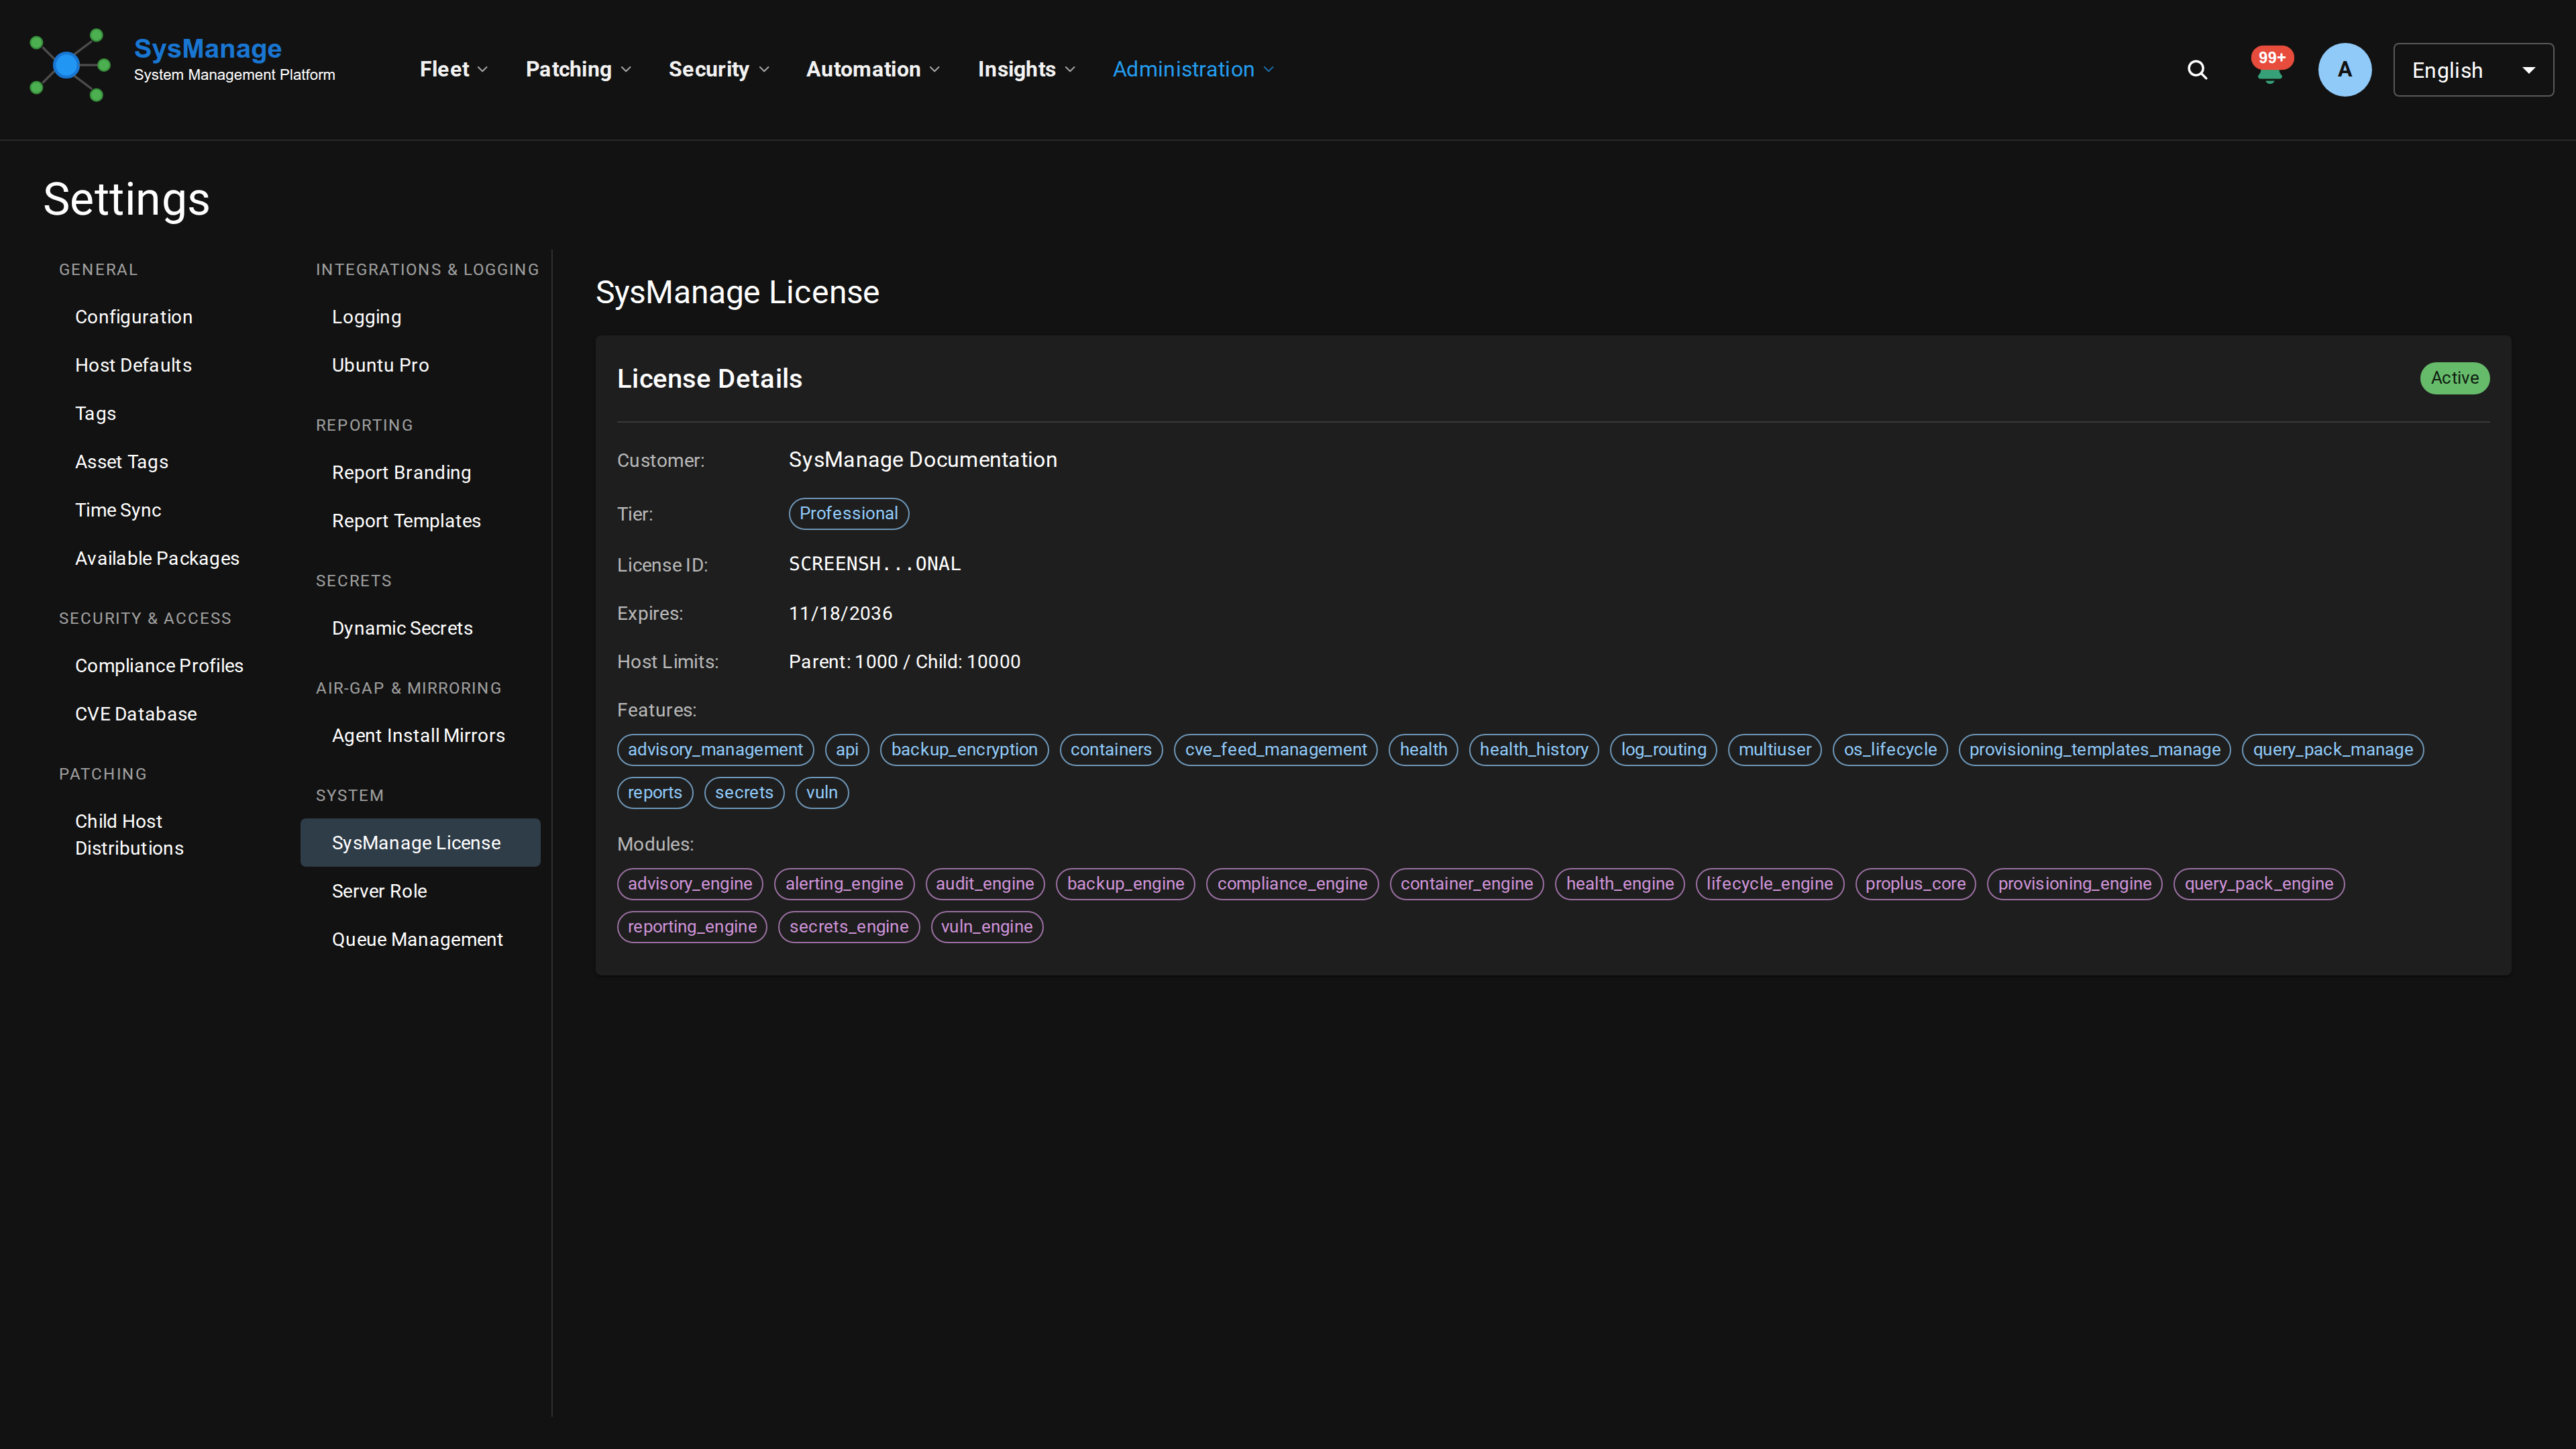 SysManage
System Management Platform
Fleet
Patching
Security
Automation
Insights
Administration
99+
A
English
Settings
GENERAL
Configuration
Host Defaults
Tags
Asset Tags
Time Sync
Available Packages
SECURITY & ACCESS
Compliance Profiles
CVE Database
PATCHING
Child Host
Distributions
INTEGRATIONS & LOGGING
Logging
Ubuntu Pro
REPORTING
Report Branding
Report Templates
SECRETS
Dynamic Secrets
AIR-GAP & MIRRORING
Agent Install Mirrors
SYSTEM
SysManage License
Server Role
Queue Management
SysManage License
License Details
Active
Customer: SysManage Documentation
Tier: Professional
License ID: SCREENSH...ONAL
Expires: 11/18/2036
Host Limits: Parent: 1000 / Child: 10000
Features:
advisory_management api backup_encryption containers cve_feed_management health health_history log_routing multiuser os_lifecycle provisioning_templates_manage query_pack_manage
reports secrets vuln
Modules:
advisory_engine alerting_engine audit_engine backup_engine compliance_engine container_engine health_engine lifecycle_engine proplus_core provisioning_engine query_pack_engine
reporting_engine secrets_engine vuln_engine